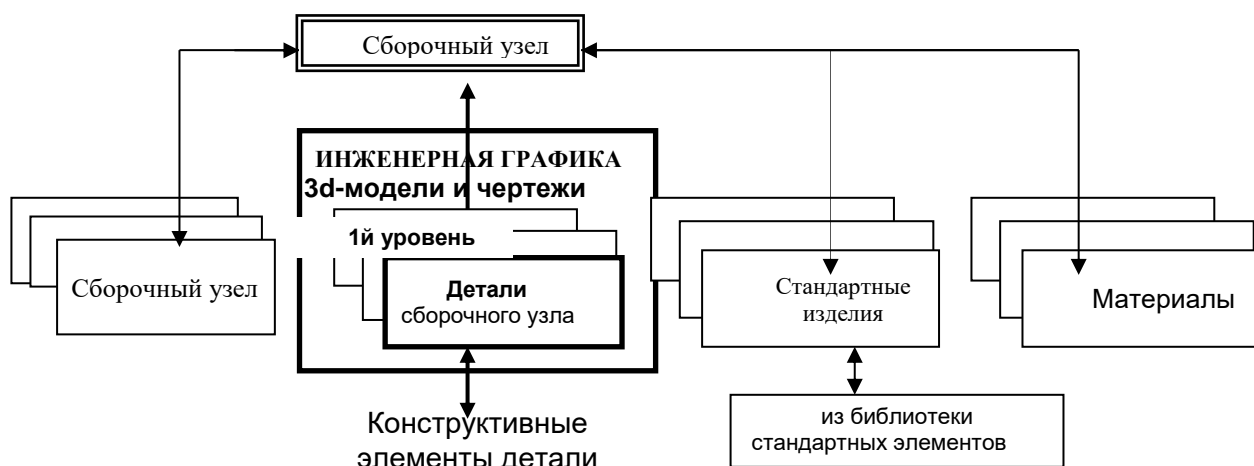 Сборочный узел
ИНЖЕНЕРНАЯ ГРАФИКА
3d-модели и чертежи
1й уровень
Детали
сборочного узла
Сборочный узел
Стандартные
изделия
Материалы
Конструктивные
элементы детали
из библиотеки
стандартных элементов